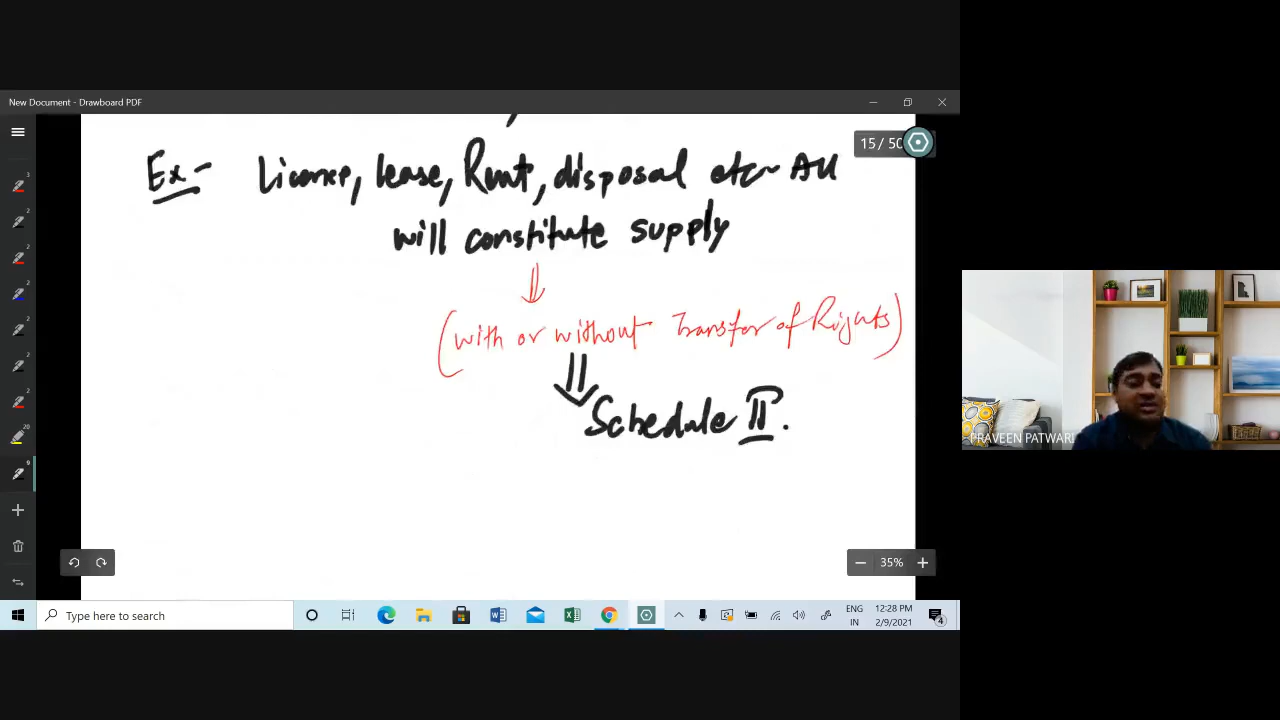 New Document - Drawboard PDF
15 / 50
Ex- Licence, lease, Rent, disposal etc All
will constitute supply
(with or without Transfer of Rights)
Schedule II.
PRAVEEN PATWARI
35%
Type here to search
ENG
IN
12:28 PM
2/9/2021
4